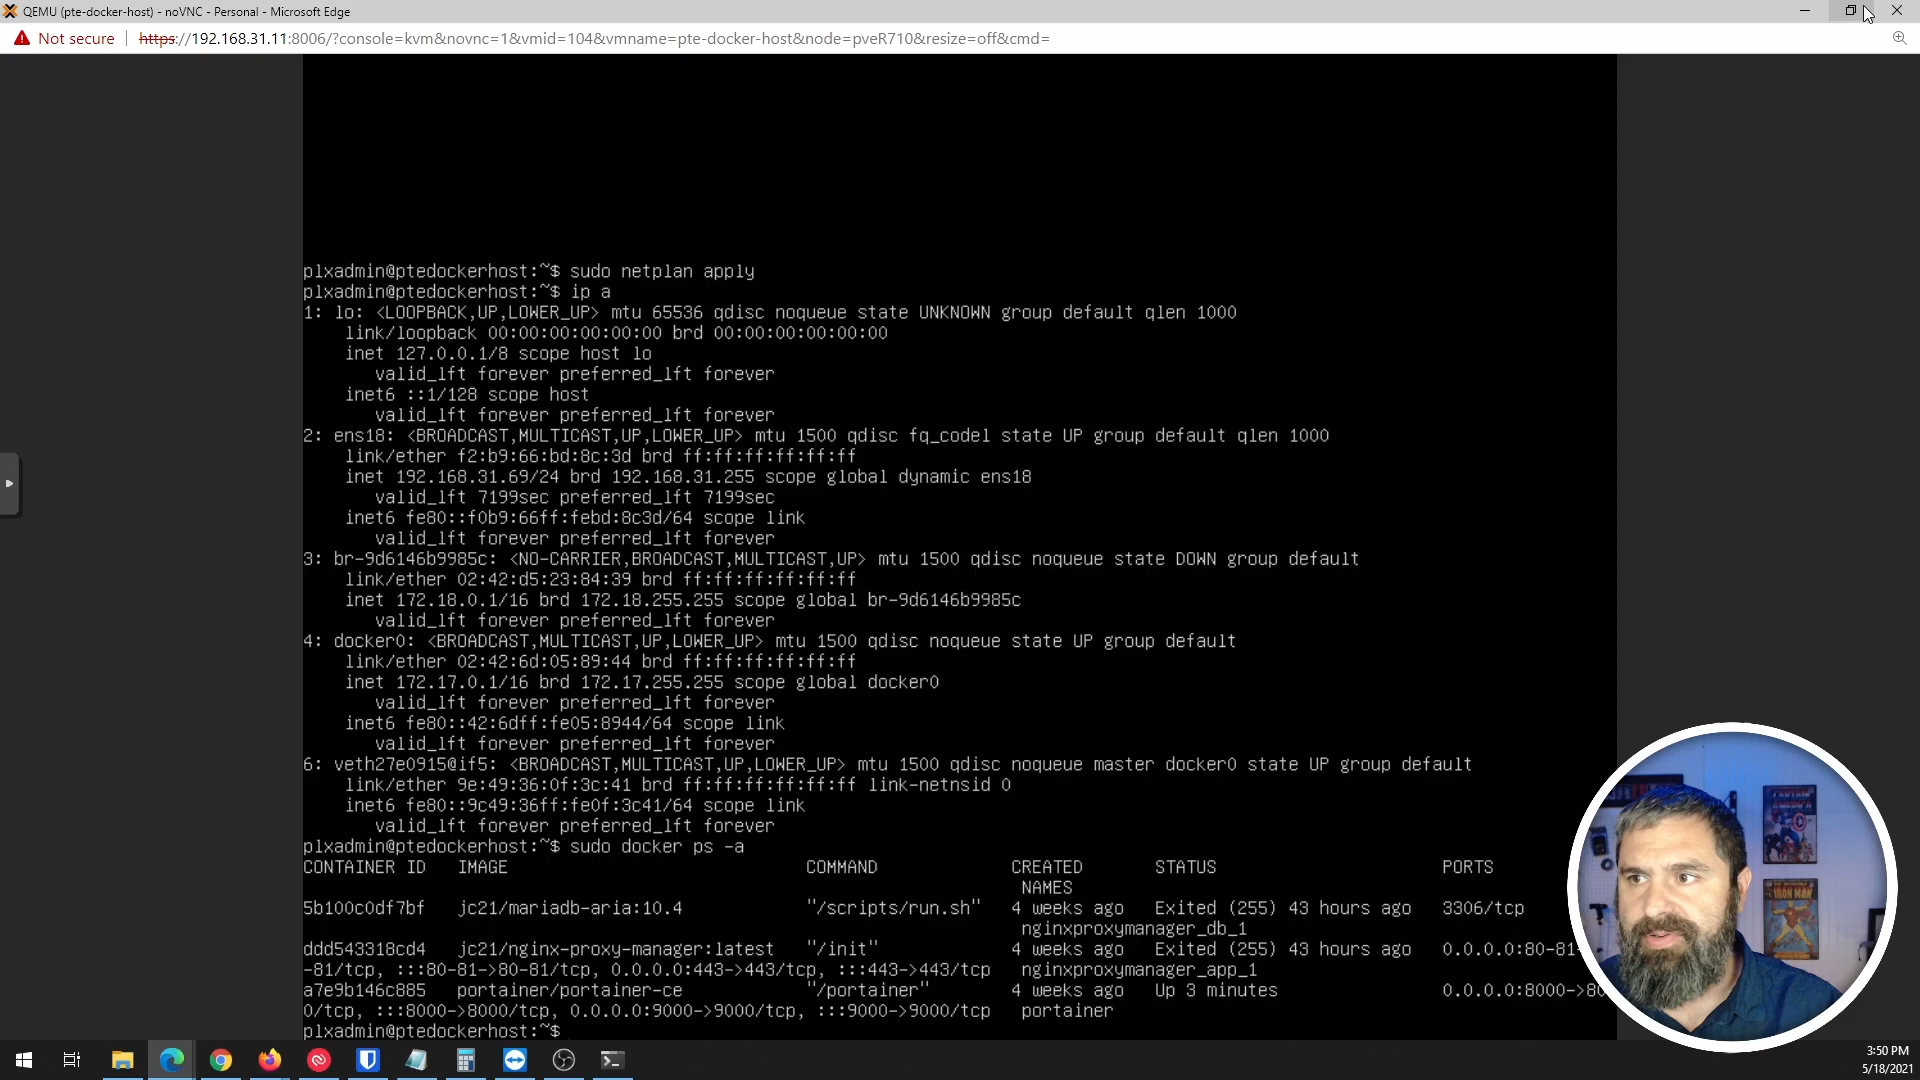 QEMU (pte-docker-host) - noVNC - Personal - Microsoft Edge
Not secure | https://192.168.31.11:8006/?console=kvm&novnc=1&vmid=104&vmname=pte-docker-host&node=pveR710&resize=off&cmd=
plxadmin@ptedockerhost:~$ sudo netplan apply
plxadmin@ptedockerhost:~$ ip a
1: lo: <LOOPBACK,UP,LOWER_UP> mtu 65536 qdisc noqueue state UNKNOWN group default qlen 1000
link/loopback 00:00:00:00:00:00 brd 00:00:00:00:00:00
inet 127.0.0.1/8 scope host lo
valid_lft forever preferred_lft forever
inet6 ::1/128 scope host
valid_lft forever preferred_lft forever
2: ens18: <BROADCAST,MULTICAST,UP,LOWER_UP> mtu 1500 qdisc fq_codel state UP group default qlen 1000
link/ether f2:b9:66:bd:8c:3d brd ff:ff:ff:ff:ff:ff
inet 192.168.31.69/24 brd 192.168.31.255 scope global dynamic ens18
valid_lft 7199sec preferred_lft 7199sec
inet6 fe80::f0b9:66ff:febd:8c3d/64 scope link
valid_lft forever preferred_lft forever
3: br-9d6146b9985c: <NO-CARRIER,BROADCAST,MULTICAST,UP> mtu 1500 qdisc noqueue state DOWN group default
link/ether 02:42:d5:23:84:39 brd ff:ff:ff:ff:ff:ff
inet 172.18.0.1/16 brd 172.18.255.255 scope global br-9d6146b9985c
valid_lft forever preferred_lft forever
4: docker0: <BROADCAST,MULTICAST,UP,LOWER_UP> mtu 1500 qdisc noqueue state UP group default
link/ether 02:42:6d:05:89:44 brd ff:ff:ff:ff:ff:ff
inet 172.17.0.1/16 brd 172.17.255.255 scope global docker0
valid_lft forever preferred_lft forever
inet6 fe80::42:6dff:fe05:8944/64 scope link
valid_lft forever preferred_lft forever
6: veth27e0915@if5: <BROADCAST,MULTICAST,UP,LOWER_UP> mtu 1500 qdisc noqueue master docker0 state UP group default
link/ether 9e:49:36:0f:3c:41 brd ff:ff:ff:ff:ff:ff link-netnsid 0
inet6 fe80::9c49:36ff:fe0f:3c41/64 scope link
valid_lft forever preferred_lft forever
plxadmin@ptedockerhost:~$ sudo docker ps -a
CONTAINER ID IMAGE COMMAND CREATED STATUS PORTS
NAMES
5b100c0df7bf jc21/mariadb-aria:10.4 "/scripts/run.sh" 4 weeks ago Exited (255) 43 hours ago 3306/tcp
nginxproxymanager_db_1
ddd543318cd4 jc21/nginx-proxy-manager:latest "/init" 4 weeks ago Exited (255) 43 hours ago 0.0.0.0:80-81
-81/tcp, :::80-81->80-81/tcp, 0.0.0.0:443->443/tcp, :::443->443/tcp nginxproxymanager_app_1
a7e9b146c885 portainer/portainer-ce "/portainer" 4 weeks ago Up 3 minutes 0.0.0.0:8000->80
0/tcp, :::8000->8000/tcp, 0.0.0.0:9000->9000/tcp, :::9000->9000/tcp portainer
plxadmin@ptedockerhost:~$
CAPTAIN AMERICA
IRON MAN
3:50 PM
5/18/2021